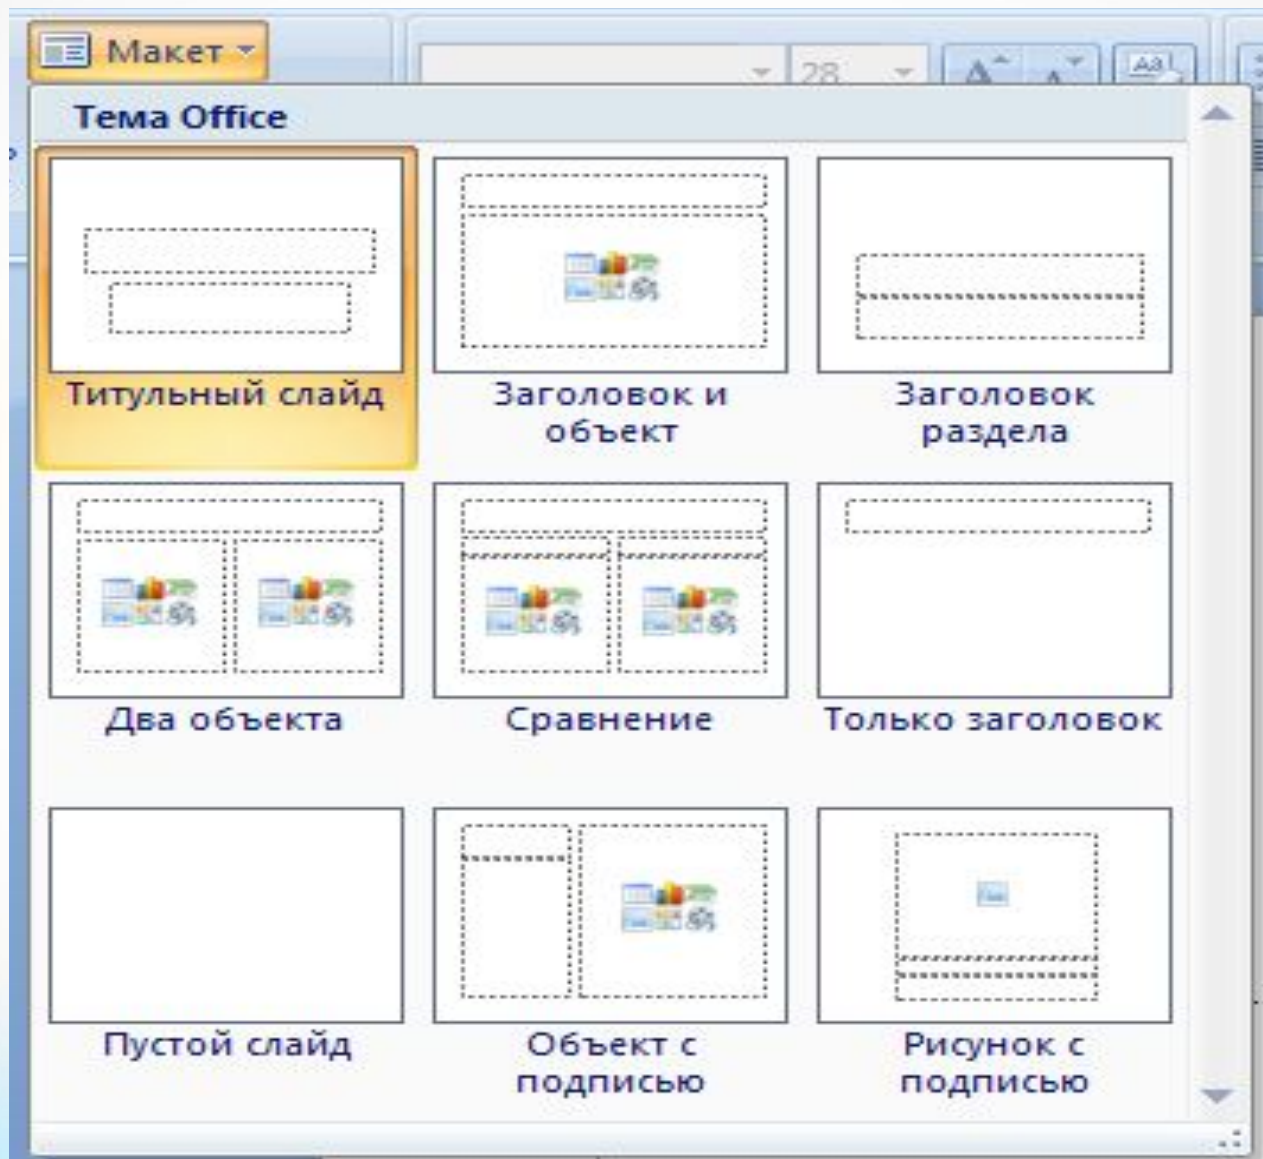 Макет
28
Aa
Тема Office
Титульный слайд
Заголовок и
объект
Заголовок
раздела
Два объекта
Сравнение
Только заголовок
Пустой слайд
Объект с
подписью
Рисунок с
подписью